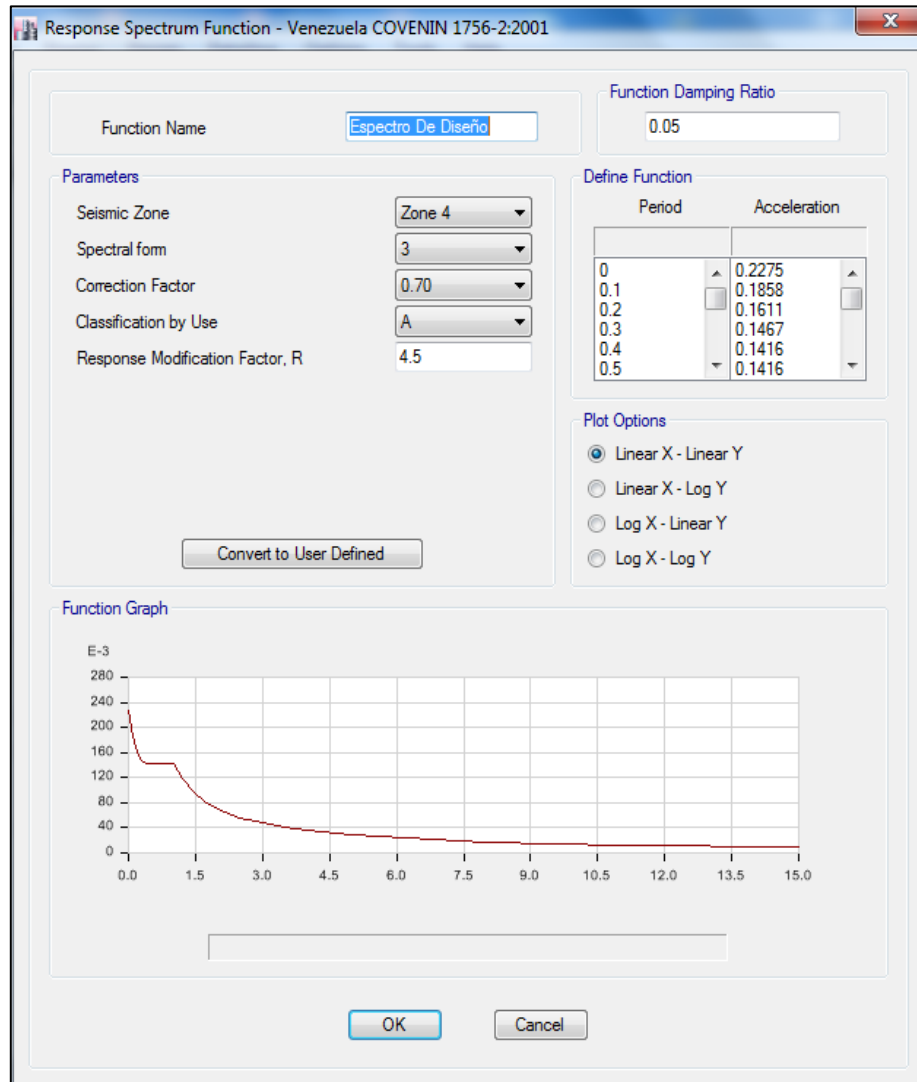 Response Spectrum Function - Venezuela COVENIN 1756-2:2001
Function Name
Espectro De Diseño
Function Damping Ratio
0.05
Parameters
Seismic Zone
Zone 4
Spectral form
3
Correction Factor
0.70
Classification by Use
A
Response Modification Factor, R
4.5
Convert to User Defined
Define Function
Period Acceleration
0 0.2275
0.1 0.1858
0.2 0.1611
0.3 0.1467
0.4 0.1416
0.5 0.1416
Plot Options
Linear X - Linear Y
Linear X - Log Y
Log X - Linear Y
Log X - Log Y
Function Graph
E-3
280
240
200
160
120
80
40
0
0.0 1.5 3.0 4.5 6.0 7.5 9.0 10.5 12.0 13.5 15.0
OK Cancel